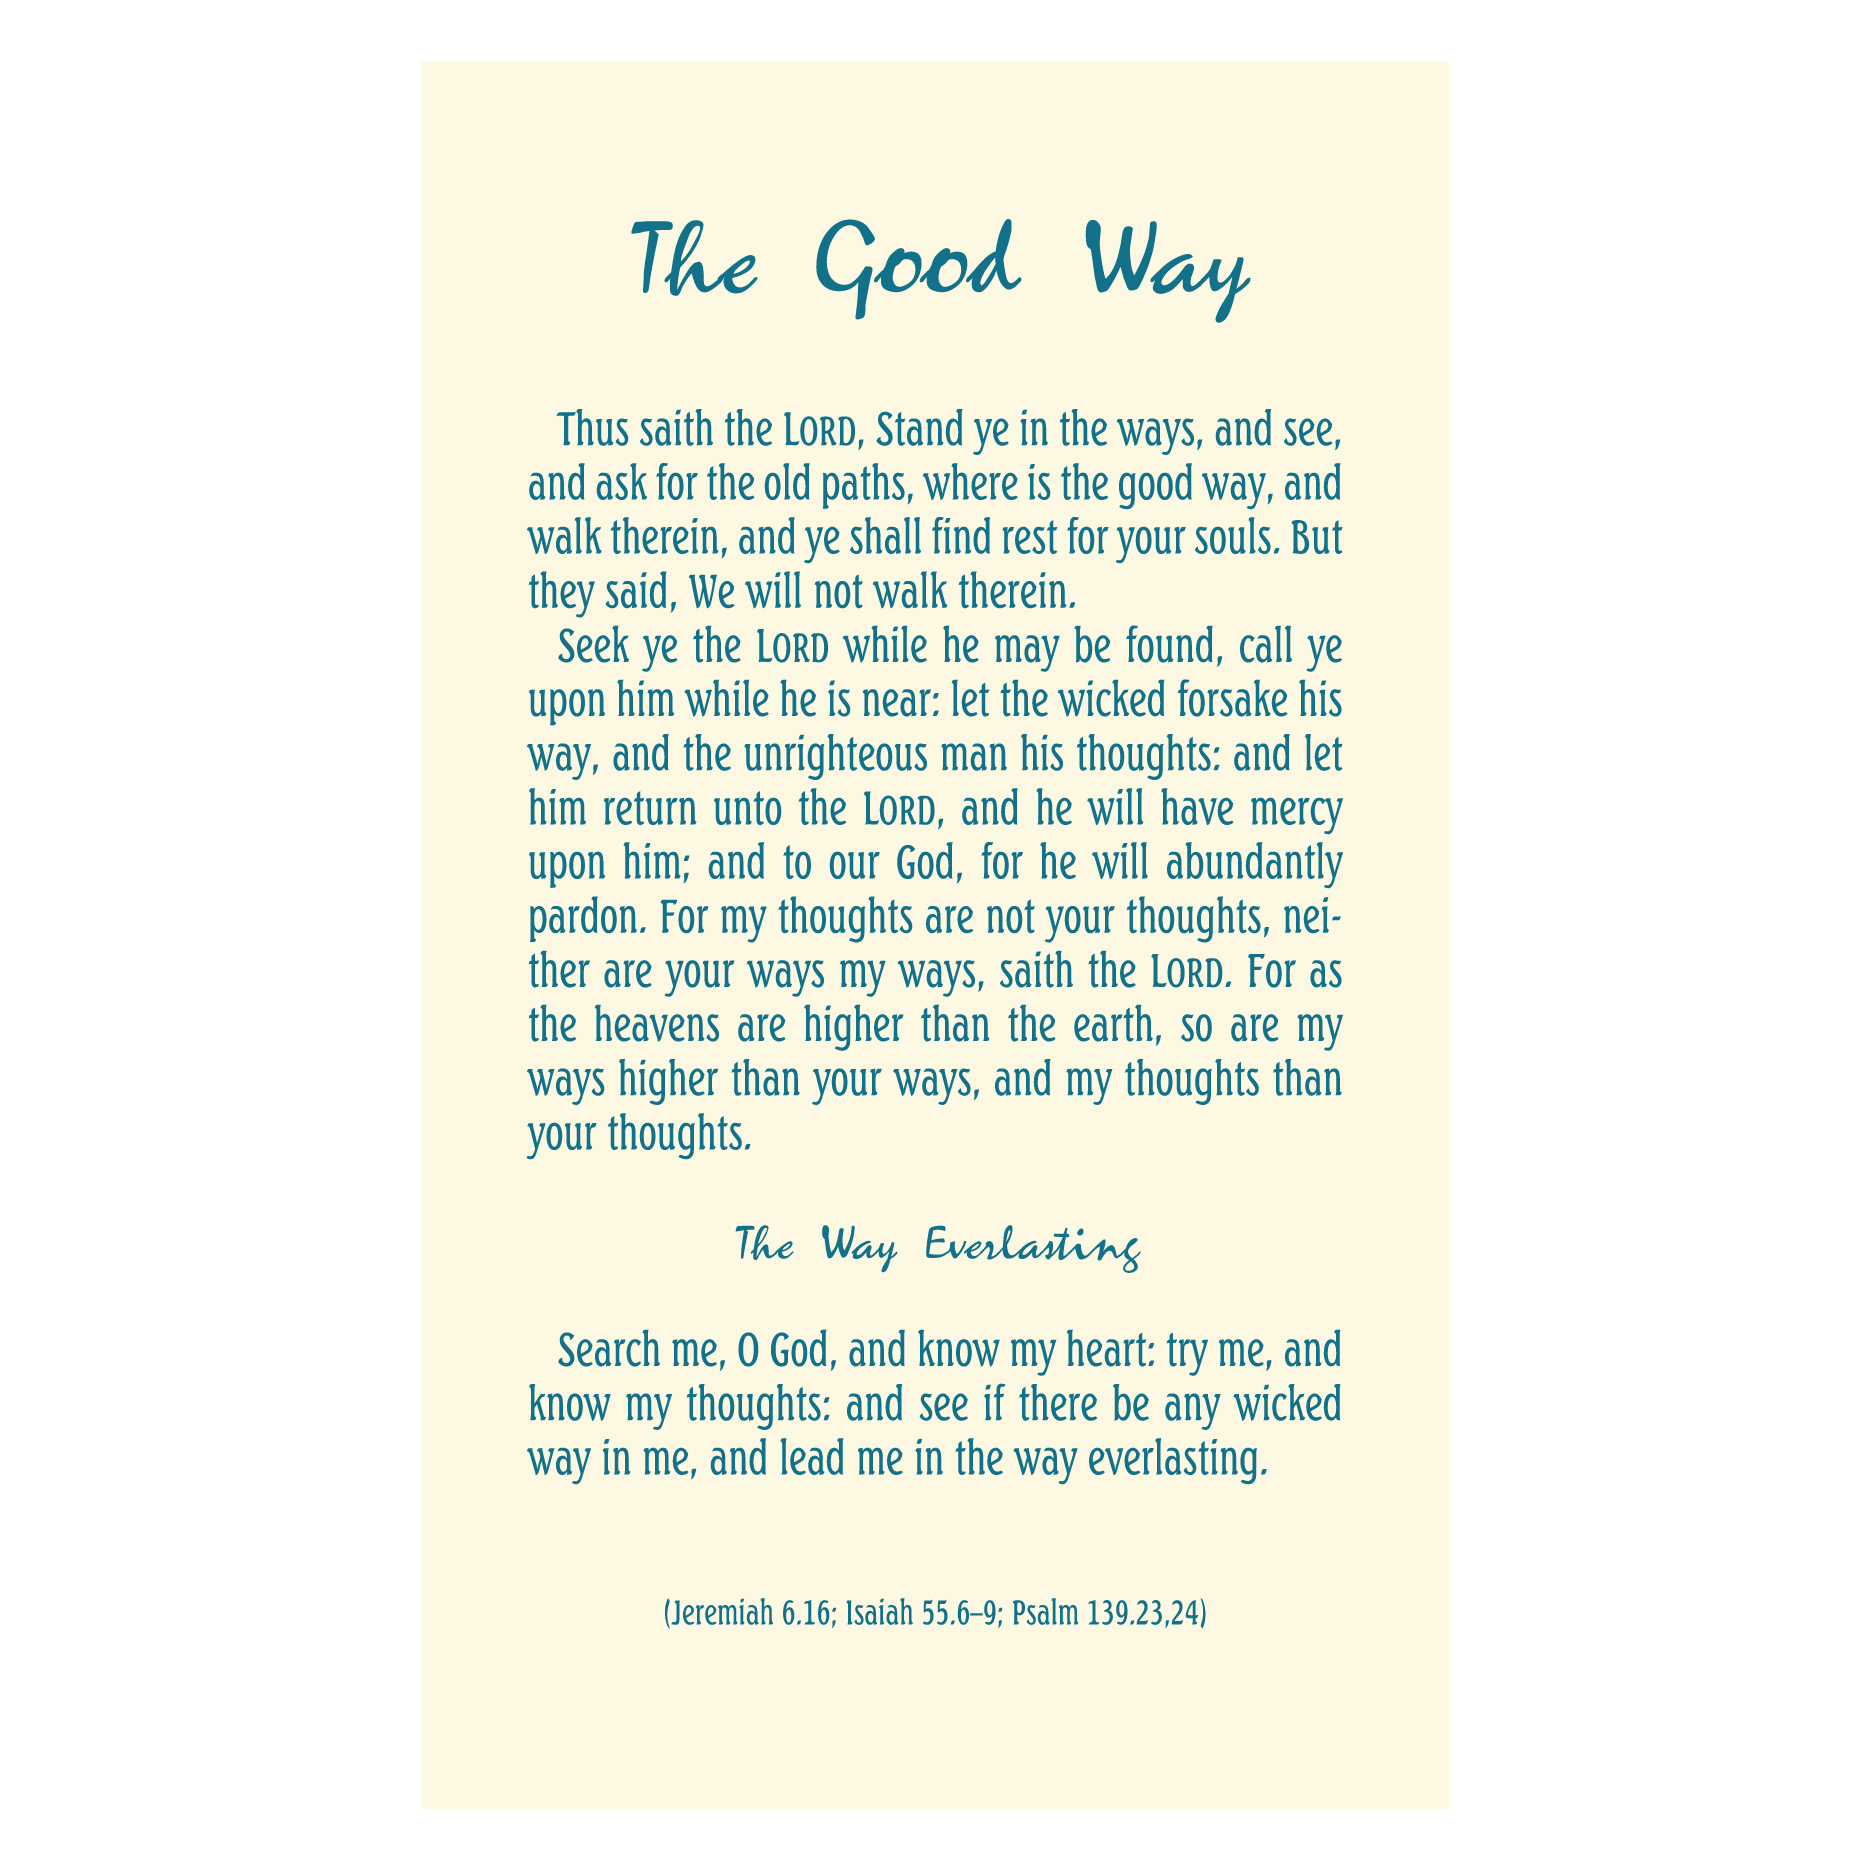 The Good Way
Thus saith the LORD, Stand ye in the ways, and see,
and ask for the old paths, where is the good way, and
walk therein, and ye shall find rest for your souls. But
they said, We will not walk therein.
Seek ye the LORD while he may be found, call ye
upon him while he is near: let the wicked forsake his
way, and the unrighteous man his thoughts: and let
him return unto the LORD, and he will have mercy
upon him; and to our God, for he will abundantly
pardon. For my thoughts are not your thoughts, nei-
ther are your ways my ways, saith the LORD. For as
the heavens are higher than the earth, so are my
ways higher than your ways, and my thoughts than
your thoughts.
The Way Everlasting
Search me, O God, and know my heart: try me, and
know my thoughts: and see if there be any wicked
way in me, and lead me in the way everlasting.
(Jeremiah 6.16; Isaiah 55.6–9; Psalm 139.23,24)